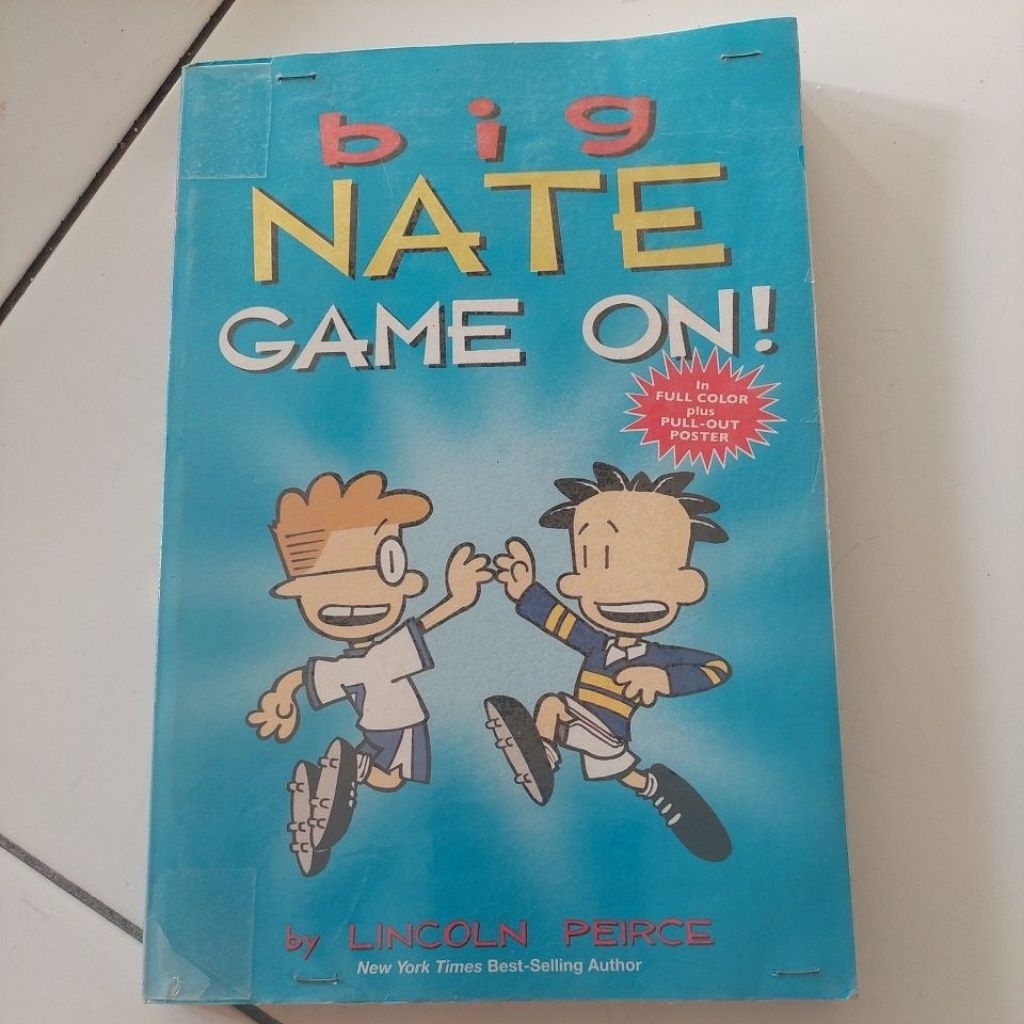 big
NATE
GAME ON!
In
FULL COLOR
plus
PULL-OUT
POSTER
by LINCOLN PEIRCE
New York Times Best-Selling Author